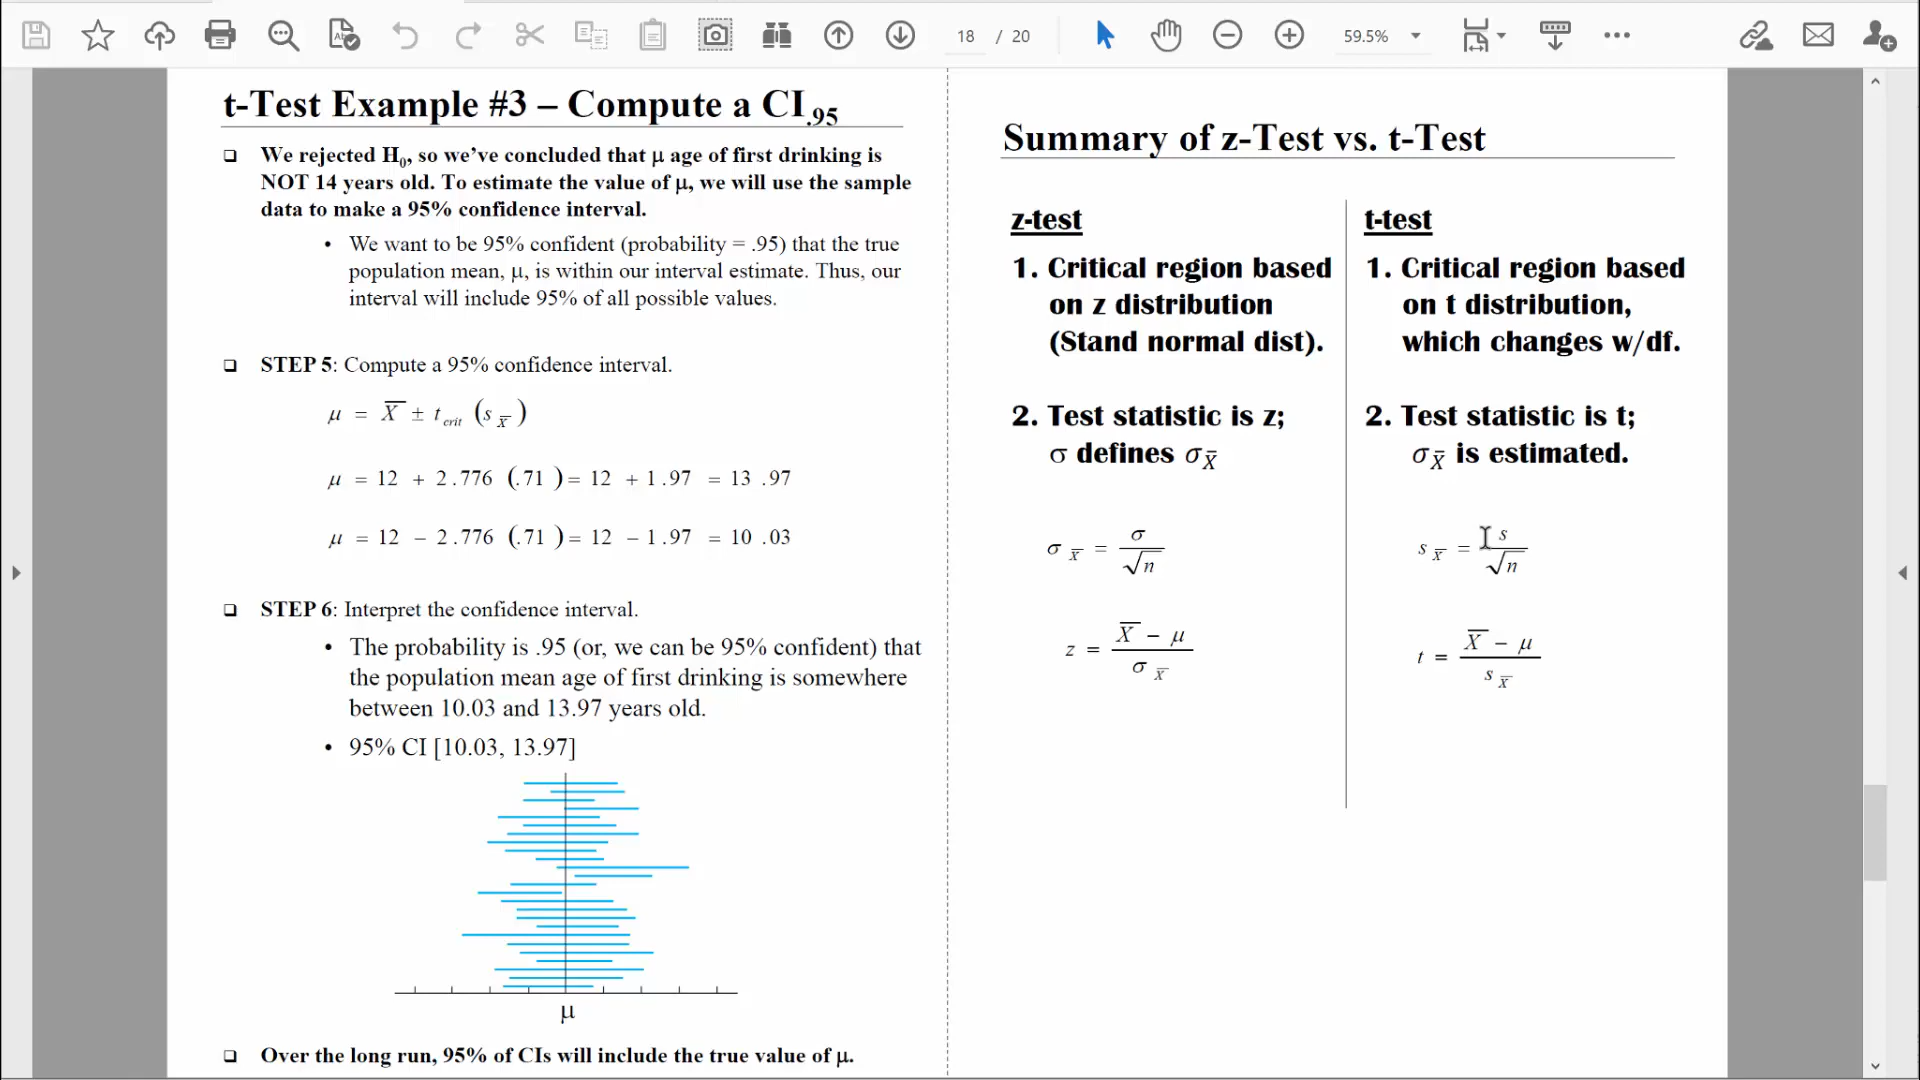 18 / 20
59.5%
t-Test Example #3 – Compute a CI.95
❑ We rejected H0, so we've concluded that μ age of first drinking is
NOT 14 years old. To estimate the value of μ, we will use the sample
data to make a 95% confidence interval.
• We want to be 95% confident (probability = .95) that the true
population mean, μ, is within our interval estimate. Thus, our
interval will include 95% of all possible values.
❑ STEP 5: Compute a 95% confidence interval.
μ = X̄ ± t crit (s X̄)
μ = 12 + 2.776 (.71) = 12 + 1.97 = 13.97
μ = 12 − 2.776 (.71) = 12 − 1.97 = 10.03
❑ STEP 6: Interpret the confidence interval.
• The probability is .95 (or, we can be 95% confident) that
the population mean age of first drinking is somewhere
between 10.03 and 13.97 years old.
• 95% CI [10.03, 13.97]
μ
❑ Over the long run, 95% of CIs will include the true value of μ.
Summary of z-Test vs. t-Test
z-test
1. Critical region based
on z distribution
(Stand normal dist).
2. Test statistic is z;
σ defines σX̄
σ X̄ = σ / √n
z = X̄ − μ / σ X̄
t-test
1. Critical region based
on t distribution,
which changes w/df.
2. Test statistic is t;
σX̄ is estimated.
s X̄ = s / √n
t = X̄ − μ / s X̄